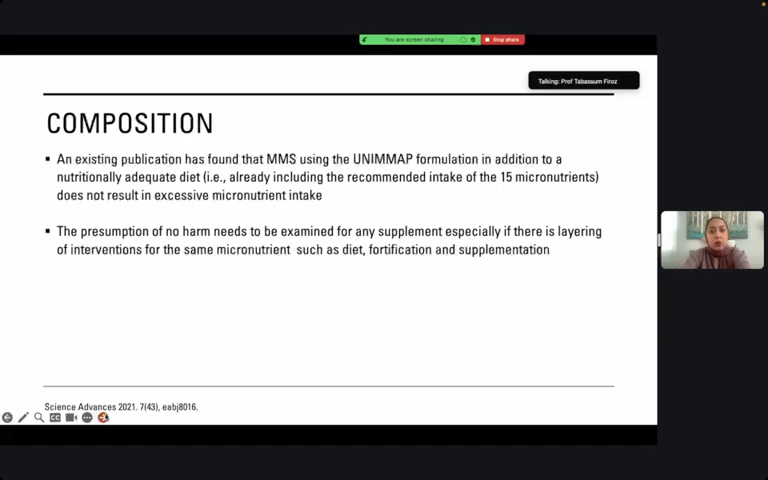 You are screen sharing
Stop share
Talking: Prof Tabassum Firoz
COMPOSITION
▪ An existing publication has found that MMS using the UNIMMAP formulation in addition to a
nutritionally adequate diet (i.e., already including the recommended intake of the 15 micronutrients)
does not result in excessive micronutrient intake
▪ The presumption of no harm needs to be examined for any supplement especially if there is layering
of interventions for the same micronutrient such as diet, fortification and supplementation
Science Advances 2021. 7(43), eabj8016.
CC